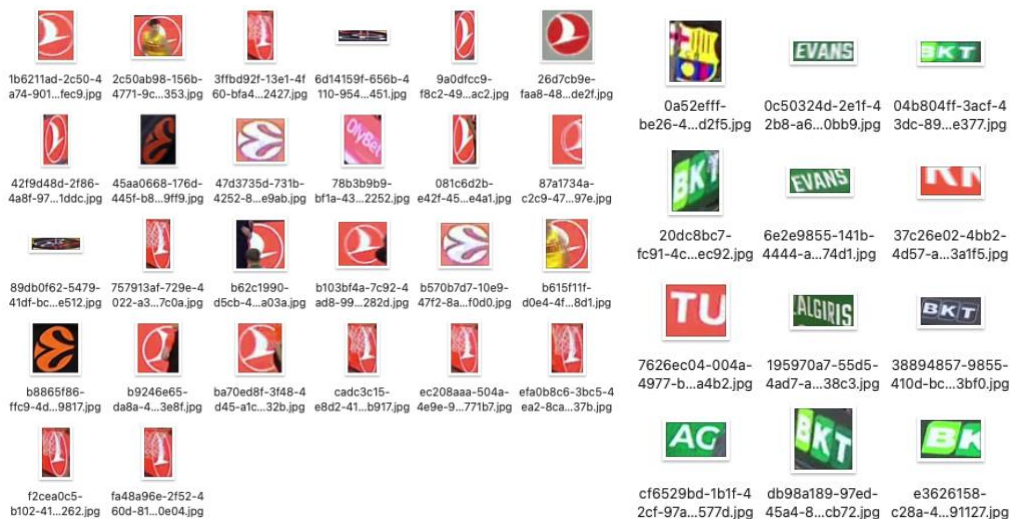 1b6211ad-2c50-4
a74-901...fec9.jpg
2c50ab98-156b-
4771-9c...353.jpg
3ffbd92f-13e1-4f
60-bfa4...2427.jpg
6d14159f-656b-4
110-954...451.jpg
9a0dfcc9-
f8c2-49...ac2.jpg
26d7cb9e-
faa8-48...de2f.jpg
OlyBet
42f9d48d-2f86-
4a8f-97...1ddc.jpg
45aa0668-176d-
445f-b8...9ff9.jpg
47d3735d-731b-
4252-8...e9ab.jpg
78b3b9b9-
bf1a-43...2252.jpg
081c6d2b-
e42f-45...e4a1.jpg
87a1734a-
c2c9-47...97e.jpg
89db0f62-5479-
41df-bc...e512.jpg
757913af-729e-4
022-a3...7c0a.jpg
b62c1990-
d5cb-4...a03a.jpg
b103bf4a-7c92-4
ad8-99...282d.jpg
b570b7d7-10e9-
47f2-8a...f0d0.jpg
b615f11f-
d0e4-4f...8d1.jpg
b8865f86-
ffc9-4d...9817.jpg
b9246e65-
da8a-4...3e8f.jpg
ba70ed8f-3f48-4
d45-a1c...32b.jpg
cadc3c15-
e8d2-41...b917.jpg
ec208aaa-504a-
4e9e-9...771b7.jpg
efa0b8c6-3bc5-4
ea2-8ca...37b.jpg
f2cea0c5-
b102-41...262.jpg
fa48a96e-2f52-4
60d-81...0e04.jpg
EVANS
BKT
0a52efff-
be26-4...d2f5.jpg
0c50324d-2e1f-4
2b8-a6...0bb9.jpg
04b804ff-3acf-4
3dc-89...e377.jpg
BKT
EVANS
20dc8bc7-
fc91-4c...ec92.jpg
6e2e9855-141b-
4444-a...74d1.jpg
37c26e02-4bb2-
4d57-a...3a1f5.jpg
TU
ALGIRIS
BKT
7626ec04-004a-
4977-b...a4b2.jpg
195970a7-55d5-
4ad7-a...38c3.jpg
38894857-9855-
410d-bc...3bf0.jpg
AG
BKT
BK
cf6529bd-1b1f-4
2cf-97a...577d.jpg
db98a189-97ed-
45a4-8...cb72.jpg
e3626158-
c28a-4...91127.jpg